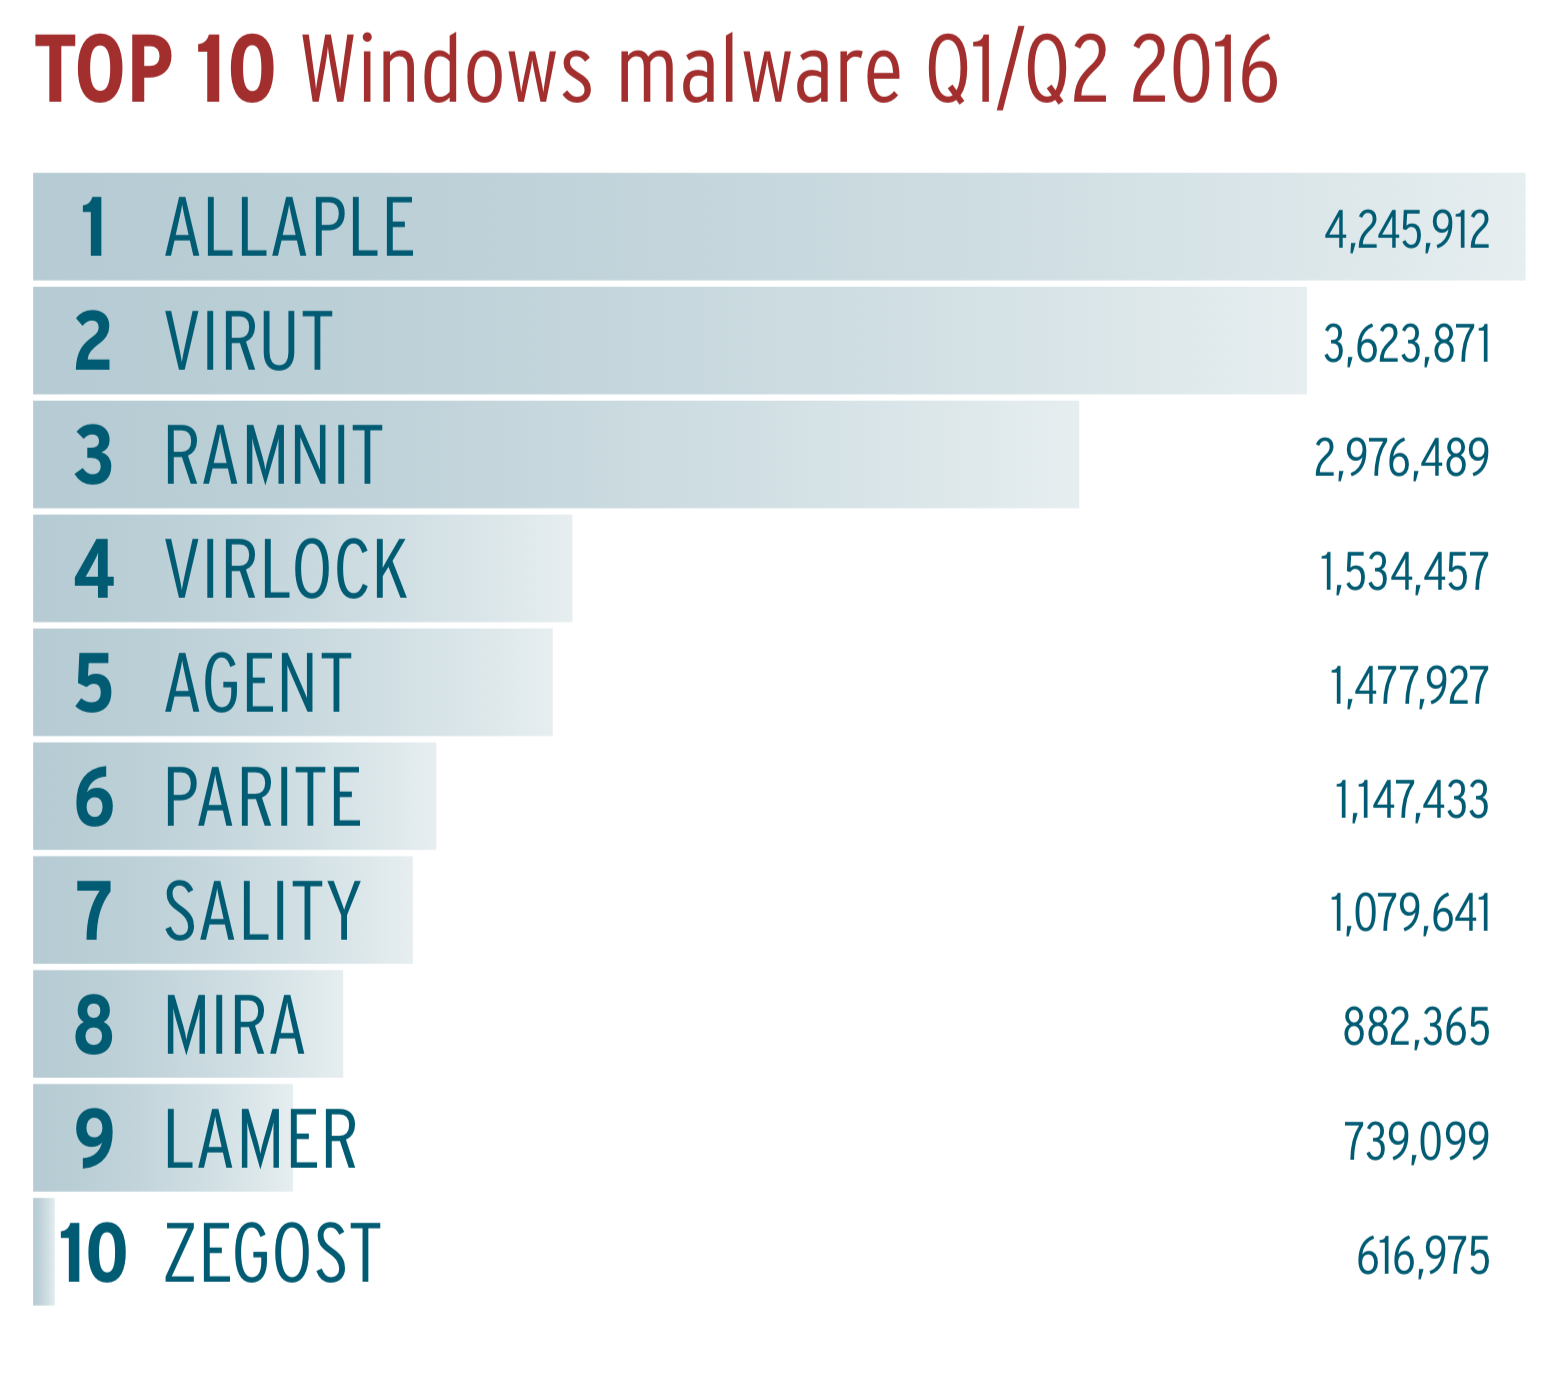 TOP 10 Windows malware Q1/Q2 2016
1 ALLAPLE 4,245,912
2 VIRUT 3,623,871
3 RAMNIT 2,976,489
4 VIRLOCK 1,534,457
5 AGENT 1,477,927
6 PARITE 1,147,433
7 SALITY 1,079,641
8 MIRA 882,365
9 LAMER 739,099
10 ZEGOST 616,975